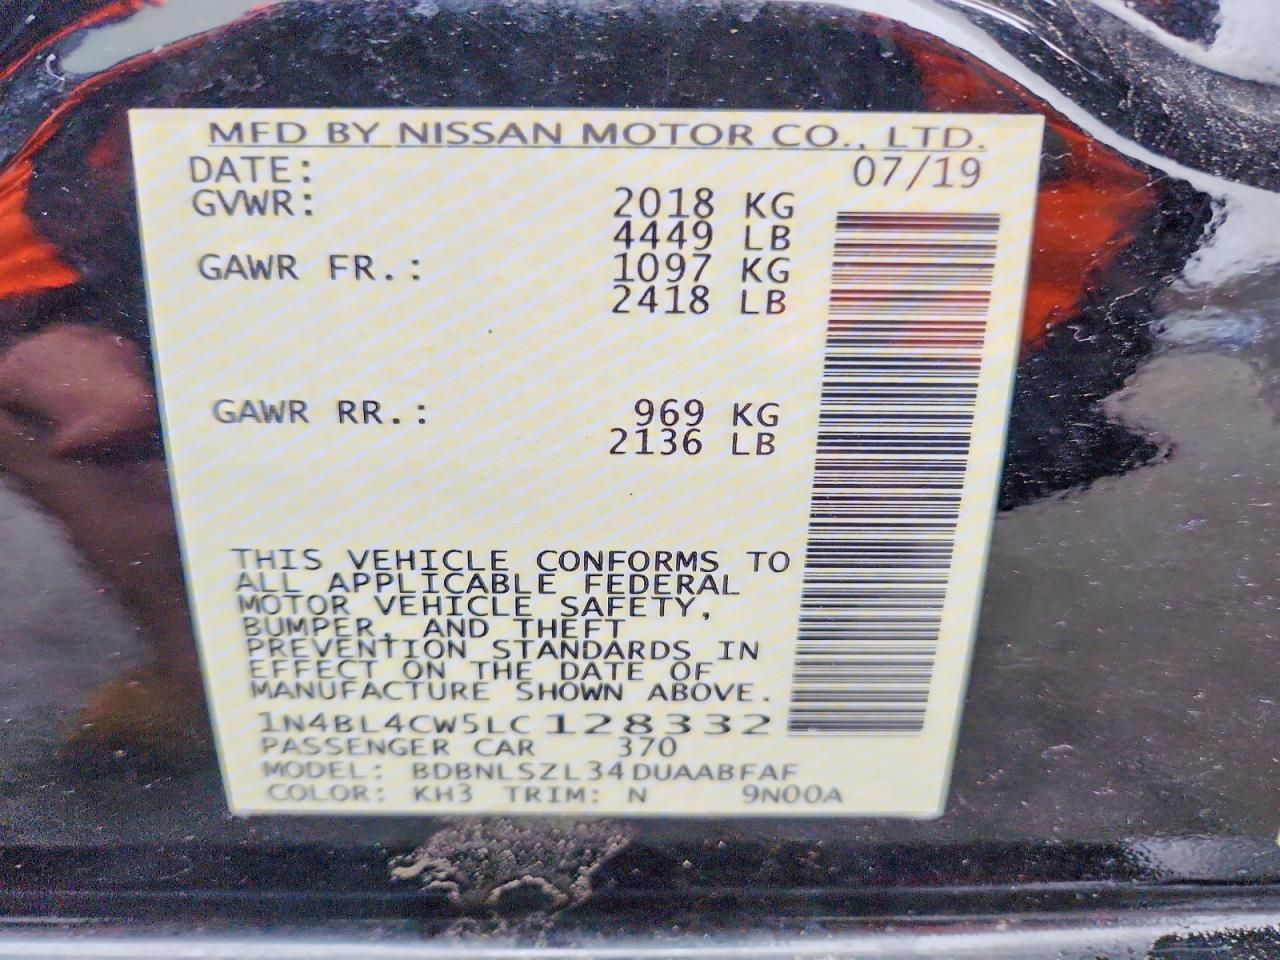 MFD BY NISSAN MOTOR CO., LTD.
DATE: 07/19
GVWR: 2018 KG
4449 LB
GAWR FR.: 1097 KG
2418 LB
GAWR RR.: 969 KG
2136 LB
THIS VEHICLE CONFORMS TO
ALL APPLICABLE FEDERAL
MOTOR VEHICLE SAFETY,
BUMPER, AND THEFT
PREVENTION STANDARDS IN
EFFECT ON THE DATE OF
MANUFACTURE SHOWN ABOVE.
1N4BL4CW5LC128332
PASSENGER CAR 370
MODEL: BDBNLSZL34DUAABFAF
COLOR: KH3 TRIM: N 9N00A